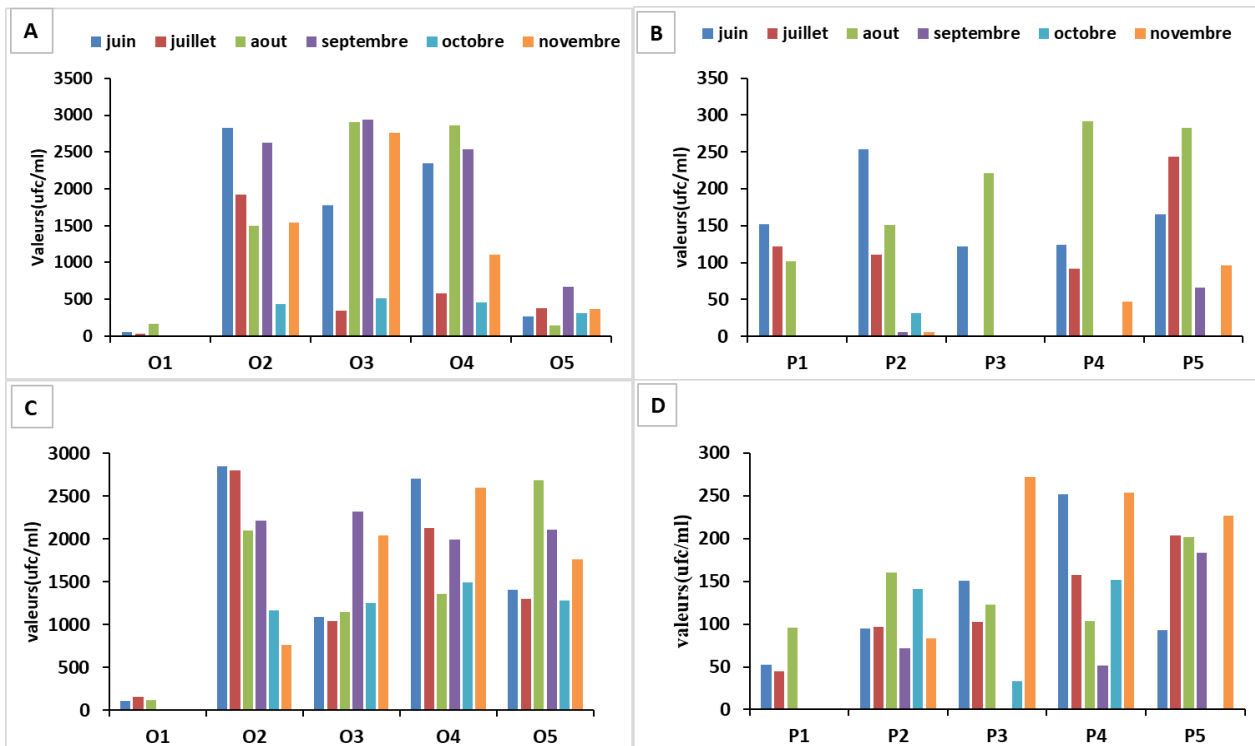 A
juin juillet aout septembre octobre novembre
Valeurs(ufc/ml)
3500
3000
2500
2000
1500
1000
500
0
O1 O2 O3 O4 O5
B
juin juillet aout septembre octobre novembre
valeurs(ufc/ml)
350
300
250
200
150
100
50
0
P1 P2 P3 P4 P5
C
valeurs(ufc/ml)
3000
2500
2000
1500
1000
500
0
O1 O2 O3 O4 O5
D
valeurs(ufc/ml)
300
250
200
150
100
50
0
P1 P2 P3 P4 P5